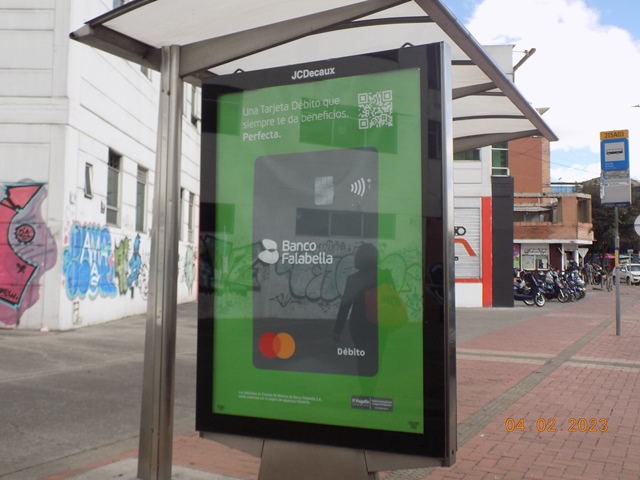 JCDecaux
Una Tarjeta Débito que
siempre te da beneficios.
Perfecta.
Banco
Falabella
Débito
04 02 2023